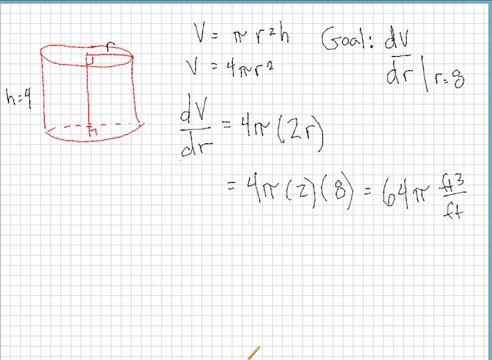 r
h=4
V = πr²h
V = 4πr²
Goal: dV/dr | r=8
dV/dr = 4π(2r)
= 4π(2)(8) = 64π ft³/ft